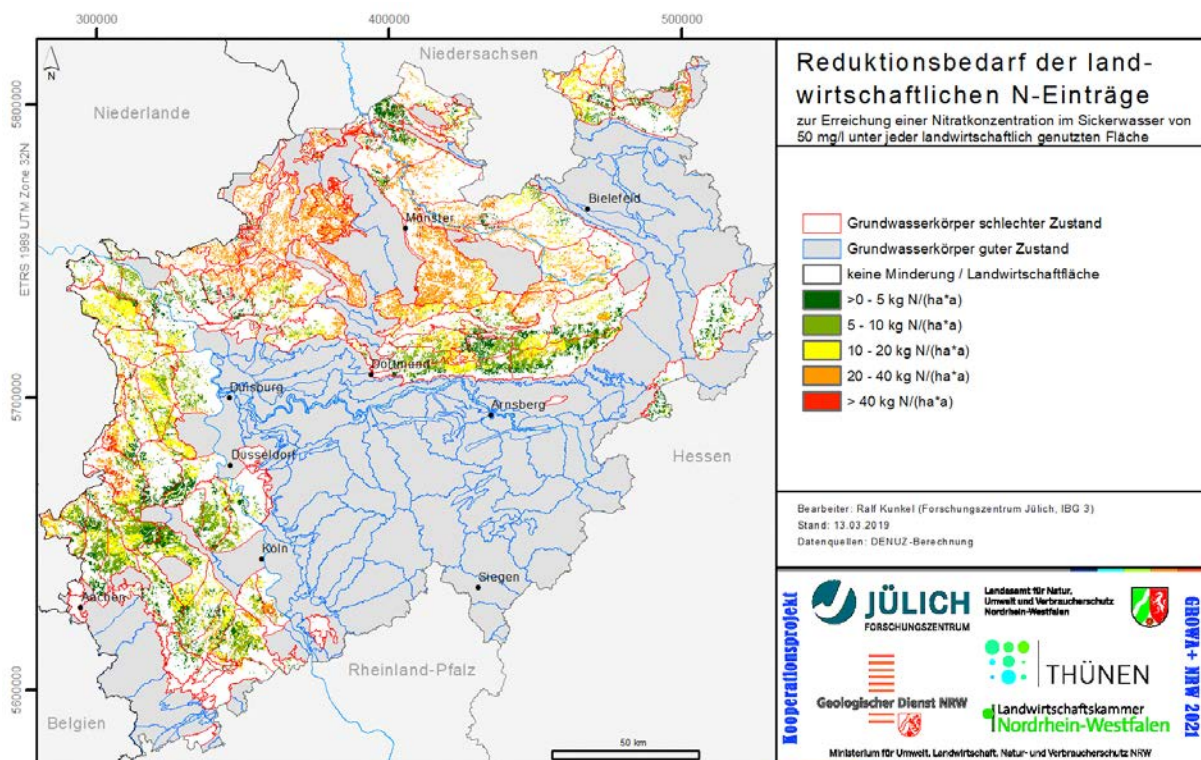 300000
400000
500000
5800000
5700000
5600000
ETRS 1989 UTM Zone 32N
N
Niedersachsen
Niederlande
Bielefeld
Münster
Dortmund
Duisburg
Arnsberg
Düsseldorf
Hessen
Köln
Siegen
Aachen
Rheinland-Pfalz
Belgien
50 km
Reduktionsbedarf der land-
wirtschaftlichen N-Einträge
zur Erreichung einer Nitratkonzentration im Sickerwasser von
50 mg/l unter jeder landwirtschaftlich genutzten Fläche
Grundwasserkörper schlechter Zustand
Grundwasserkörper guter Zustand
keine Minderung / Landwirtschaftfläche
>0 - 5 kg N/(ha*a)
5 - 10 kg N/(ha*a)
10 - 20 kg N/(ha*a)
20 - 40 kg N/(ha*a)
> 40 kg N/(ha*a)
Bearbeiter: Ralf Kunkel (Forschungszentrum Jülich, IBG 3)
Stand: 13.03.2019
Datenquellen: DENUZ-Berechnung
Kooperationsprojekt
JÜLICH
FORSCHUNGSZENTRUM
Landesamt für Natur,
Umwelt und Verbraucherschutz
Nordrhein-Westfalen
Geologischer Dienst NRW
THÜNEN
Landwirtschaftskammer
Nordrhein-Westfalen
GROWA+ NRW 2021
Ministerium für Umwelt, Landwirtschaft, Natur- und Verbraucherschutz NRW